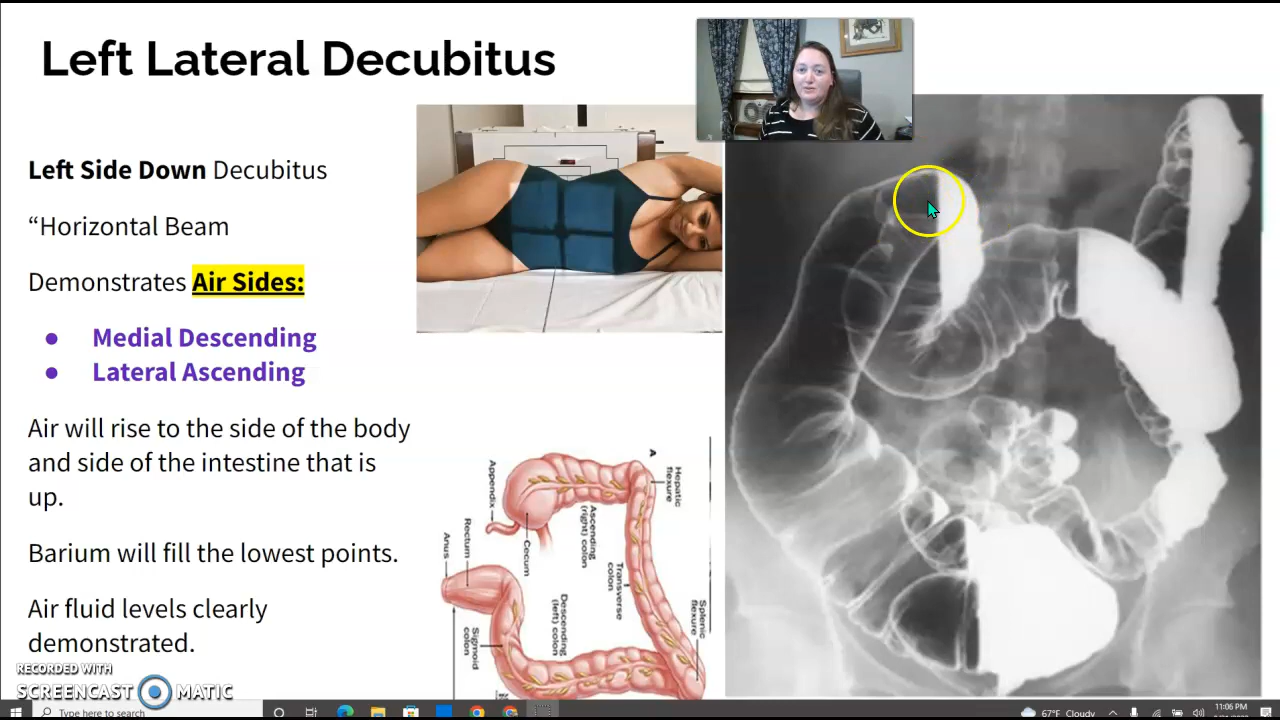 Left Lateral Decubitus
Left Side Down Decubitus
“Horizontal Beam
Demonstrates Air Sides:
● Medial Descending
● Lateral Ascending
Air will rise to the side of the body
and side of the intestine that is
up.
Barium will fill the lowest points.
Air fluid levels clearly
demonstrated.
A
Hepatic
flexure
Appendix
Ascending
(right) colon
Rectum
Cecum
Anus
Transverse
colon
Splenic
flexure
Descending
(left) colon
Sigmoid
colon
RECORDED WITH
SCREENCAST MATIC
Type here to search
67°F Cloudy
11:06 PM